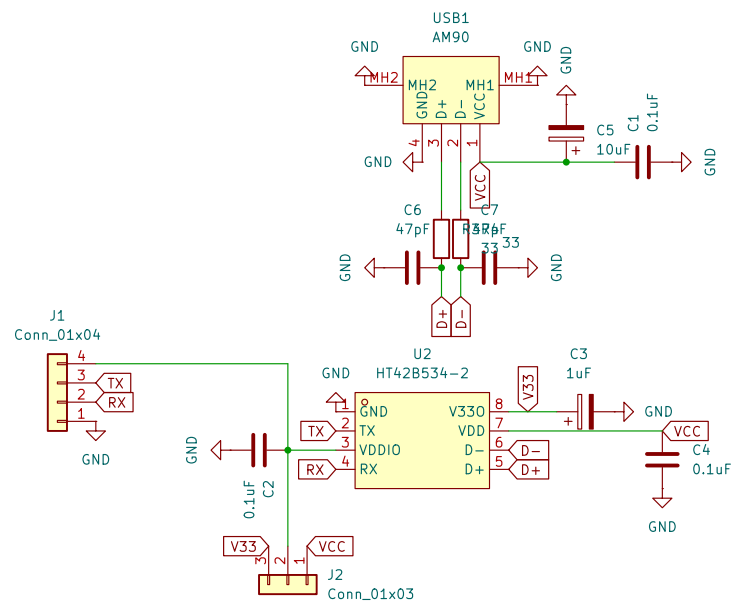 USB1
AM90
GND
GND
GND
MH2
MH2
MH1
MH1
GND
D+
D-
VCC
4
3
2
1
GND
C5
10uF
C1
0.1uF
GND
VCC
C6
47pF
C7
33
33
GND
GND
D+
D-
J1
Conn_01x04
4
3
TX
2
RX
1
GND
U2
HT42B534-2
GND
1
GND
TX
2
TX
3
VDDIO
RX
4
RX
V33O
8
VDD
7
D-
6
D-
D+
5
D+
V33
C3
1uF
GND
VCC
C4
0.1uF
GND
GND
0.1uF
C2
V33
VCC
3
2
1
J2
Conn_01x03